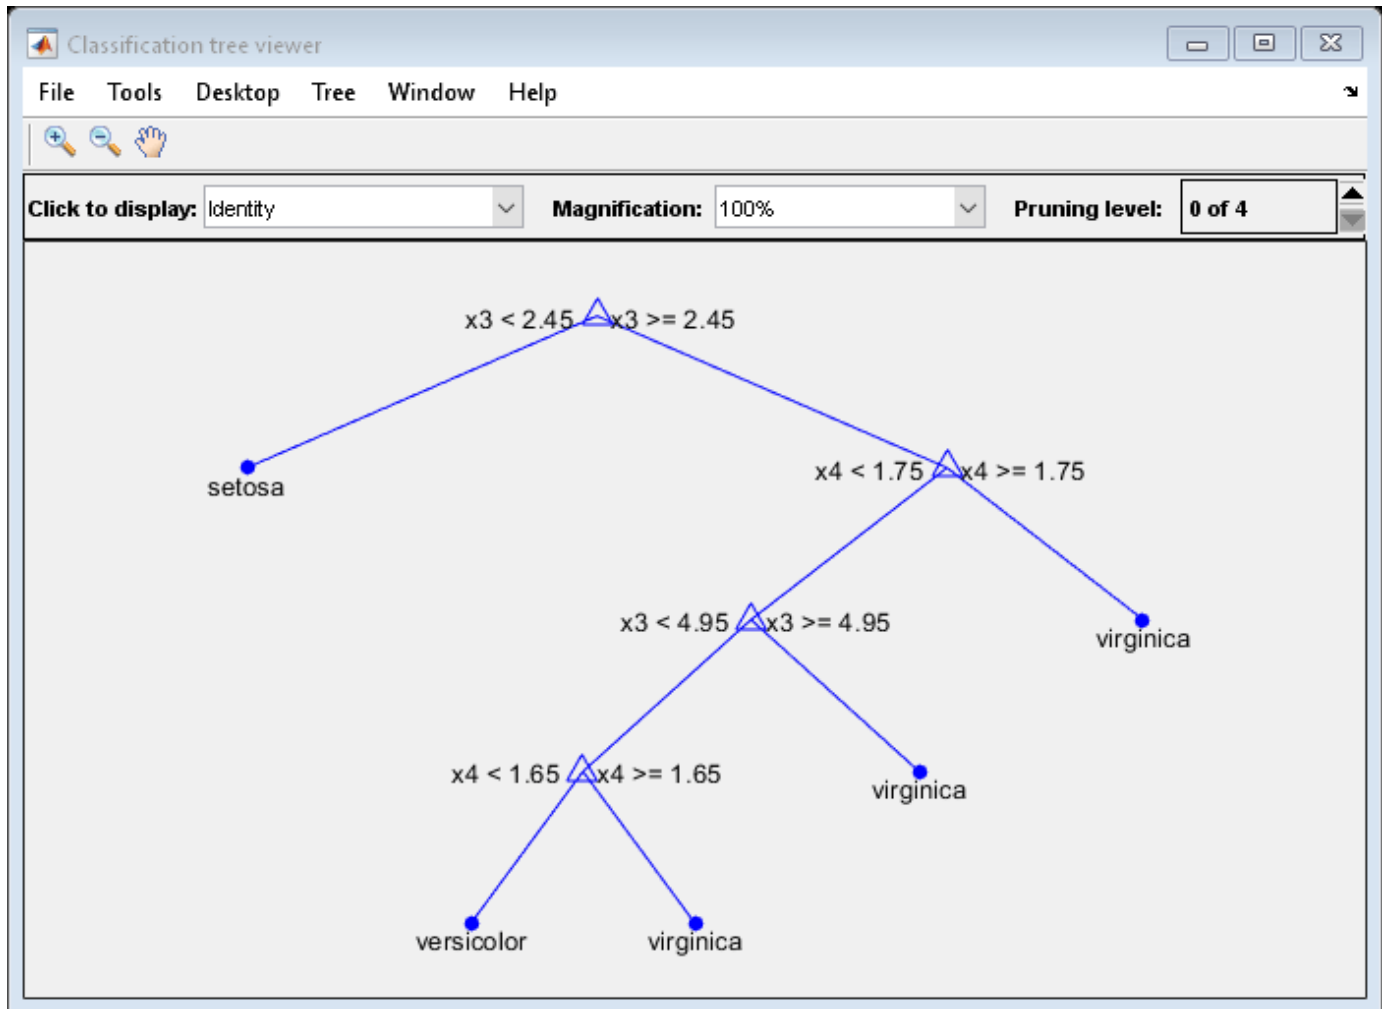 Classification tree viewer
File Tools Desktop Tree Window Help
Click to display: Identity Magnification: 100% Pruning level: 0 of 4
x3 < 2.45 x3 >= 2.45
setosa
x4 < 1.75 x4 >= 1.75
x3 < 4.95 x3 >= 4.95
virginica
x4 < 1.65 x4 >= 1.65
virginica
versicolor virginica